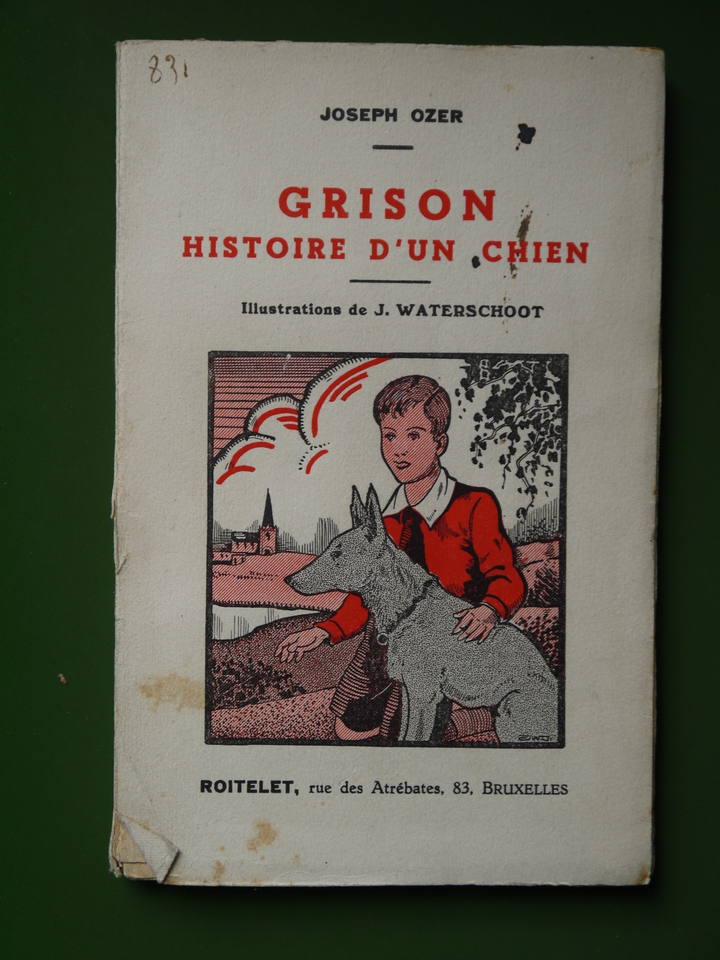 831
JOSEPH OZER
GRISON
HISTOIRE D'UN CHIEN
Illustrations de J. WATERSCHOOT
ROITELET, rue des Atrébates, 83, BRUXELLES